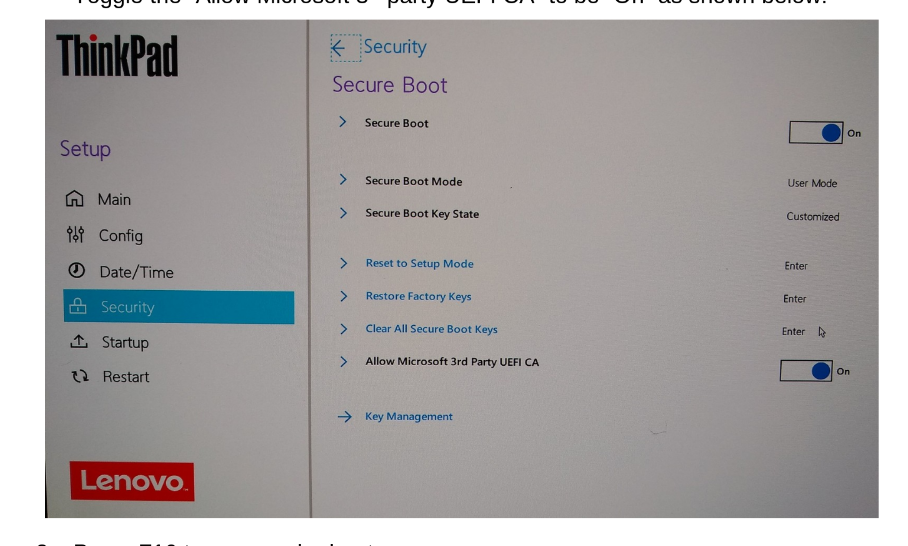 ThinkPad
Setup
Main
Config
Date/Time
Security
Startup
Restart
Lenovo.
Security
Secure Boot
Secure Boot On
Secure Boot Mode User Mode
Secure Boot Key State Customized
Reset to Setup Mode Enter
Restore Factory Keys Enter
Clear All Secure Boot Keys Enter
Allow Microsoft 3rd Party UEFI CA On
Key Management